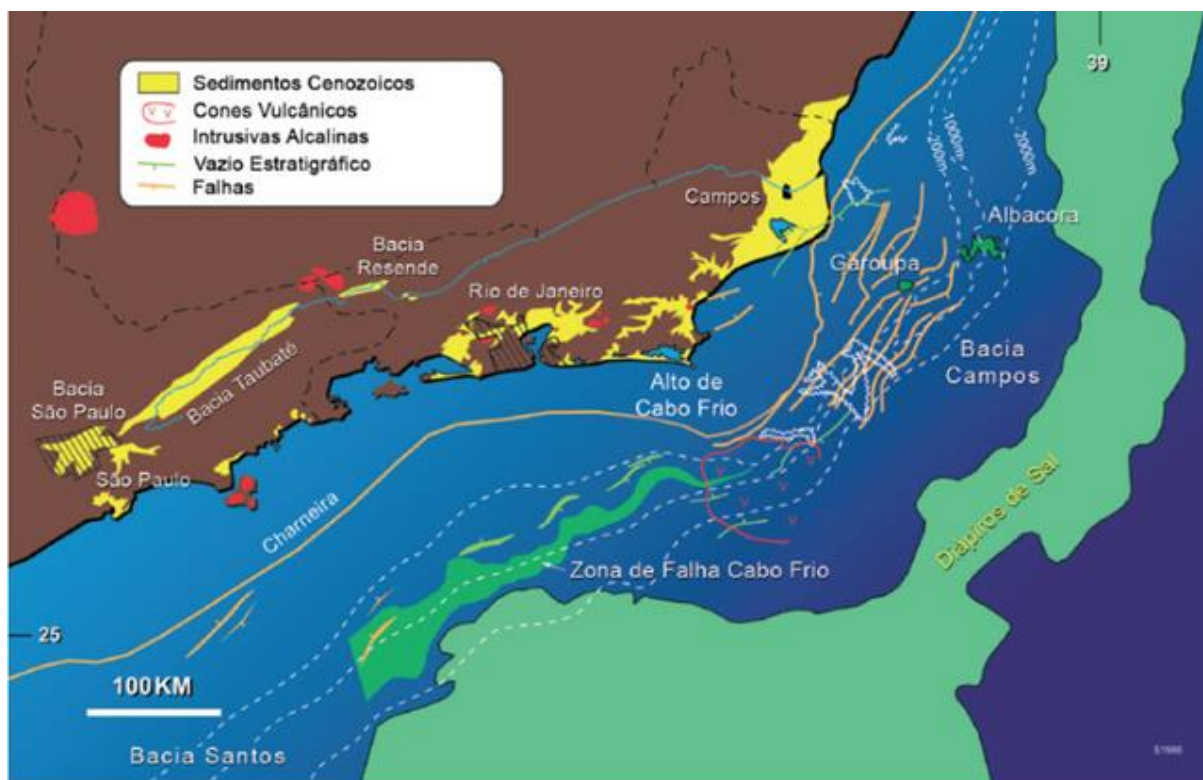 Sedimentos Cenozoicos
Cones Vulcânicos
Intrusivas Alcalinas
Vazio Estratigráfico
Falhas
39
1000m
200m
2000m
Campos
Albacora
Bacia
Resende
Garoupa
Rio de Janeiro
Bacia
Campos
Bacia
São Paulo
Bacia Taubaté
Alto de
Cabo Frio
São Paulo
Charneira
Diápiros de Sal
Zona de Falha Cabo Frio
25
100KM
Bacia Santos